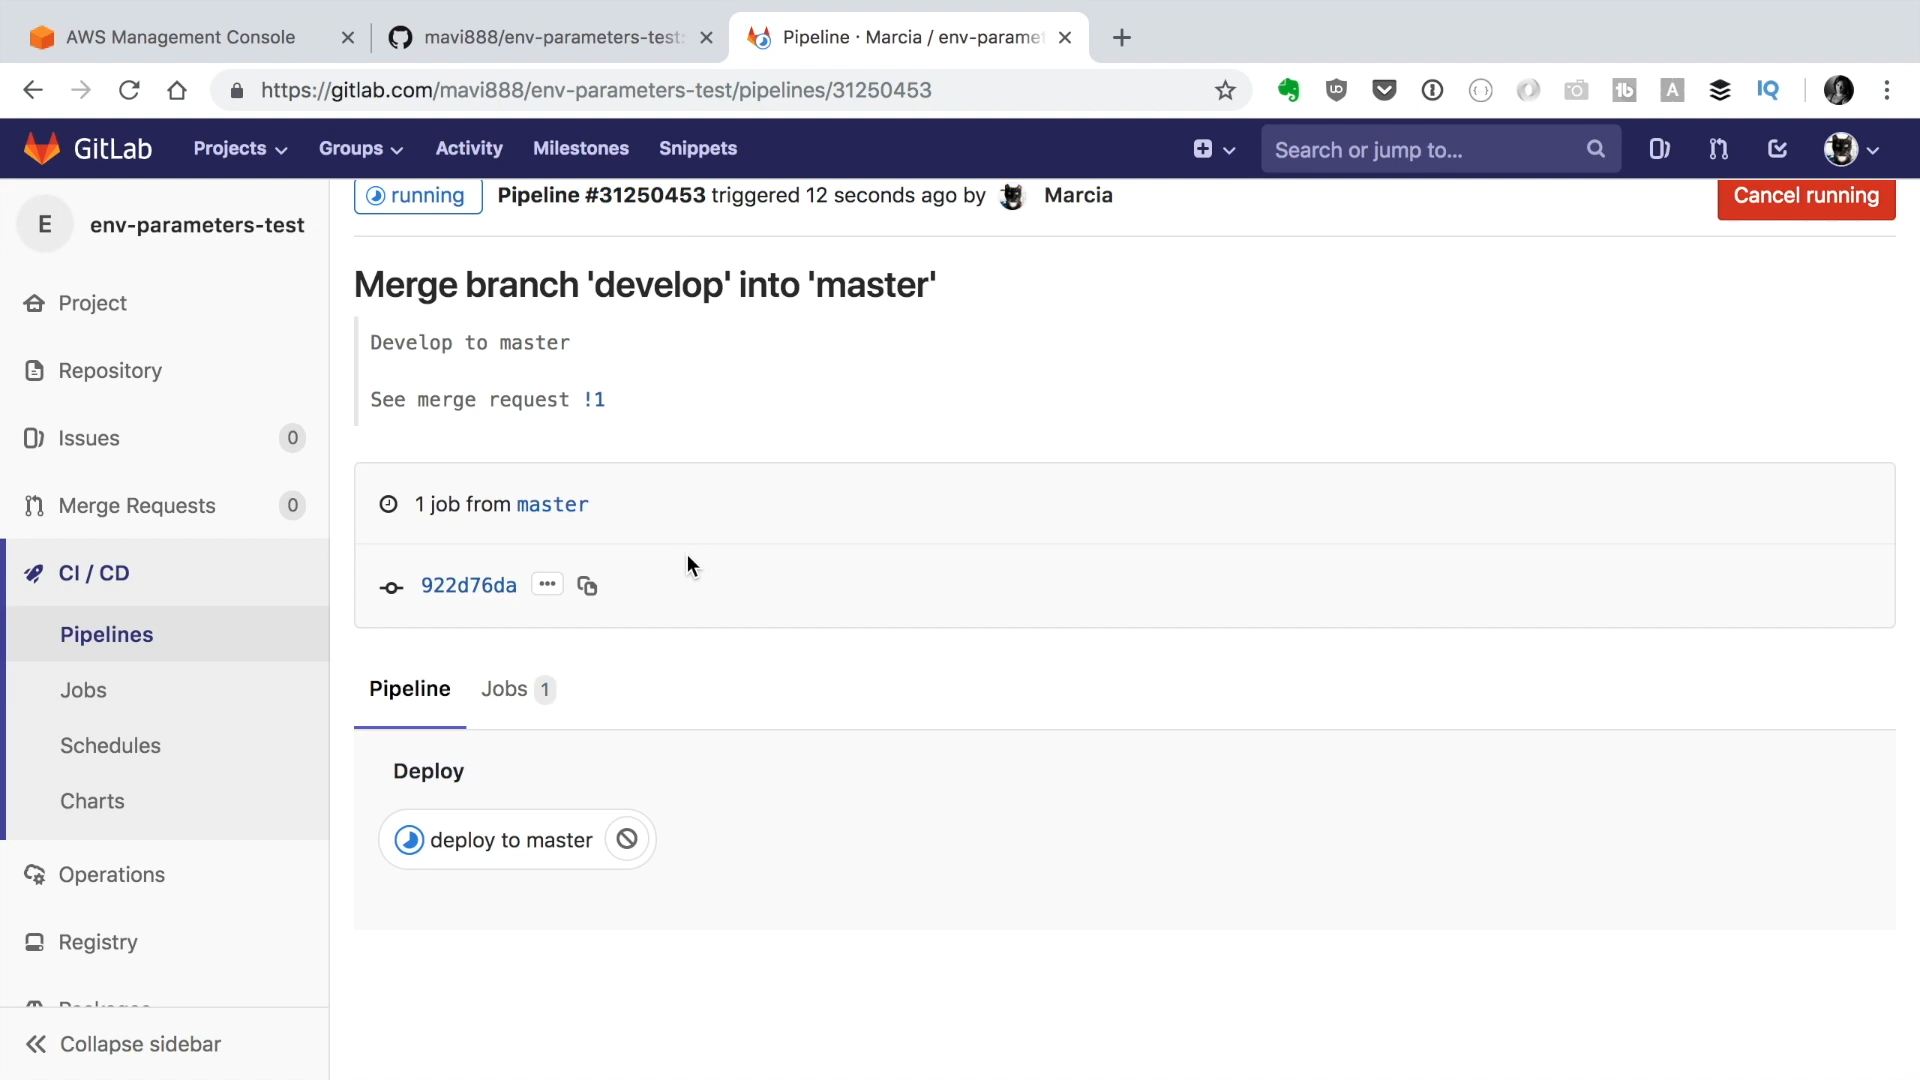 AWS Management Console
mavi888/env-parameters-test:
Pipeline · Marcia / env-parame
https://gitlab.com/mavi888/env-parameters-test/pipelines/31250453
GitLab Projects Groups Activity Milestones Snippets Search or jump to...
running Pipeline #31250453 triggered 12 seconds ago by Marcia Cancel running
E env-parameters-test
Merge branch 'develop' into 'master'
Project
Develop to master
Repository
See merge request !1
Issues 0
Merge Requests 0
1 job from master
CI / CD
922d76da
Pipelines
Pipeline Jobs 1
Jobs
Schedules
Deploy
Charts
deploy to master
Operations
Registry
Collapse sidebar